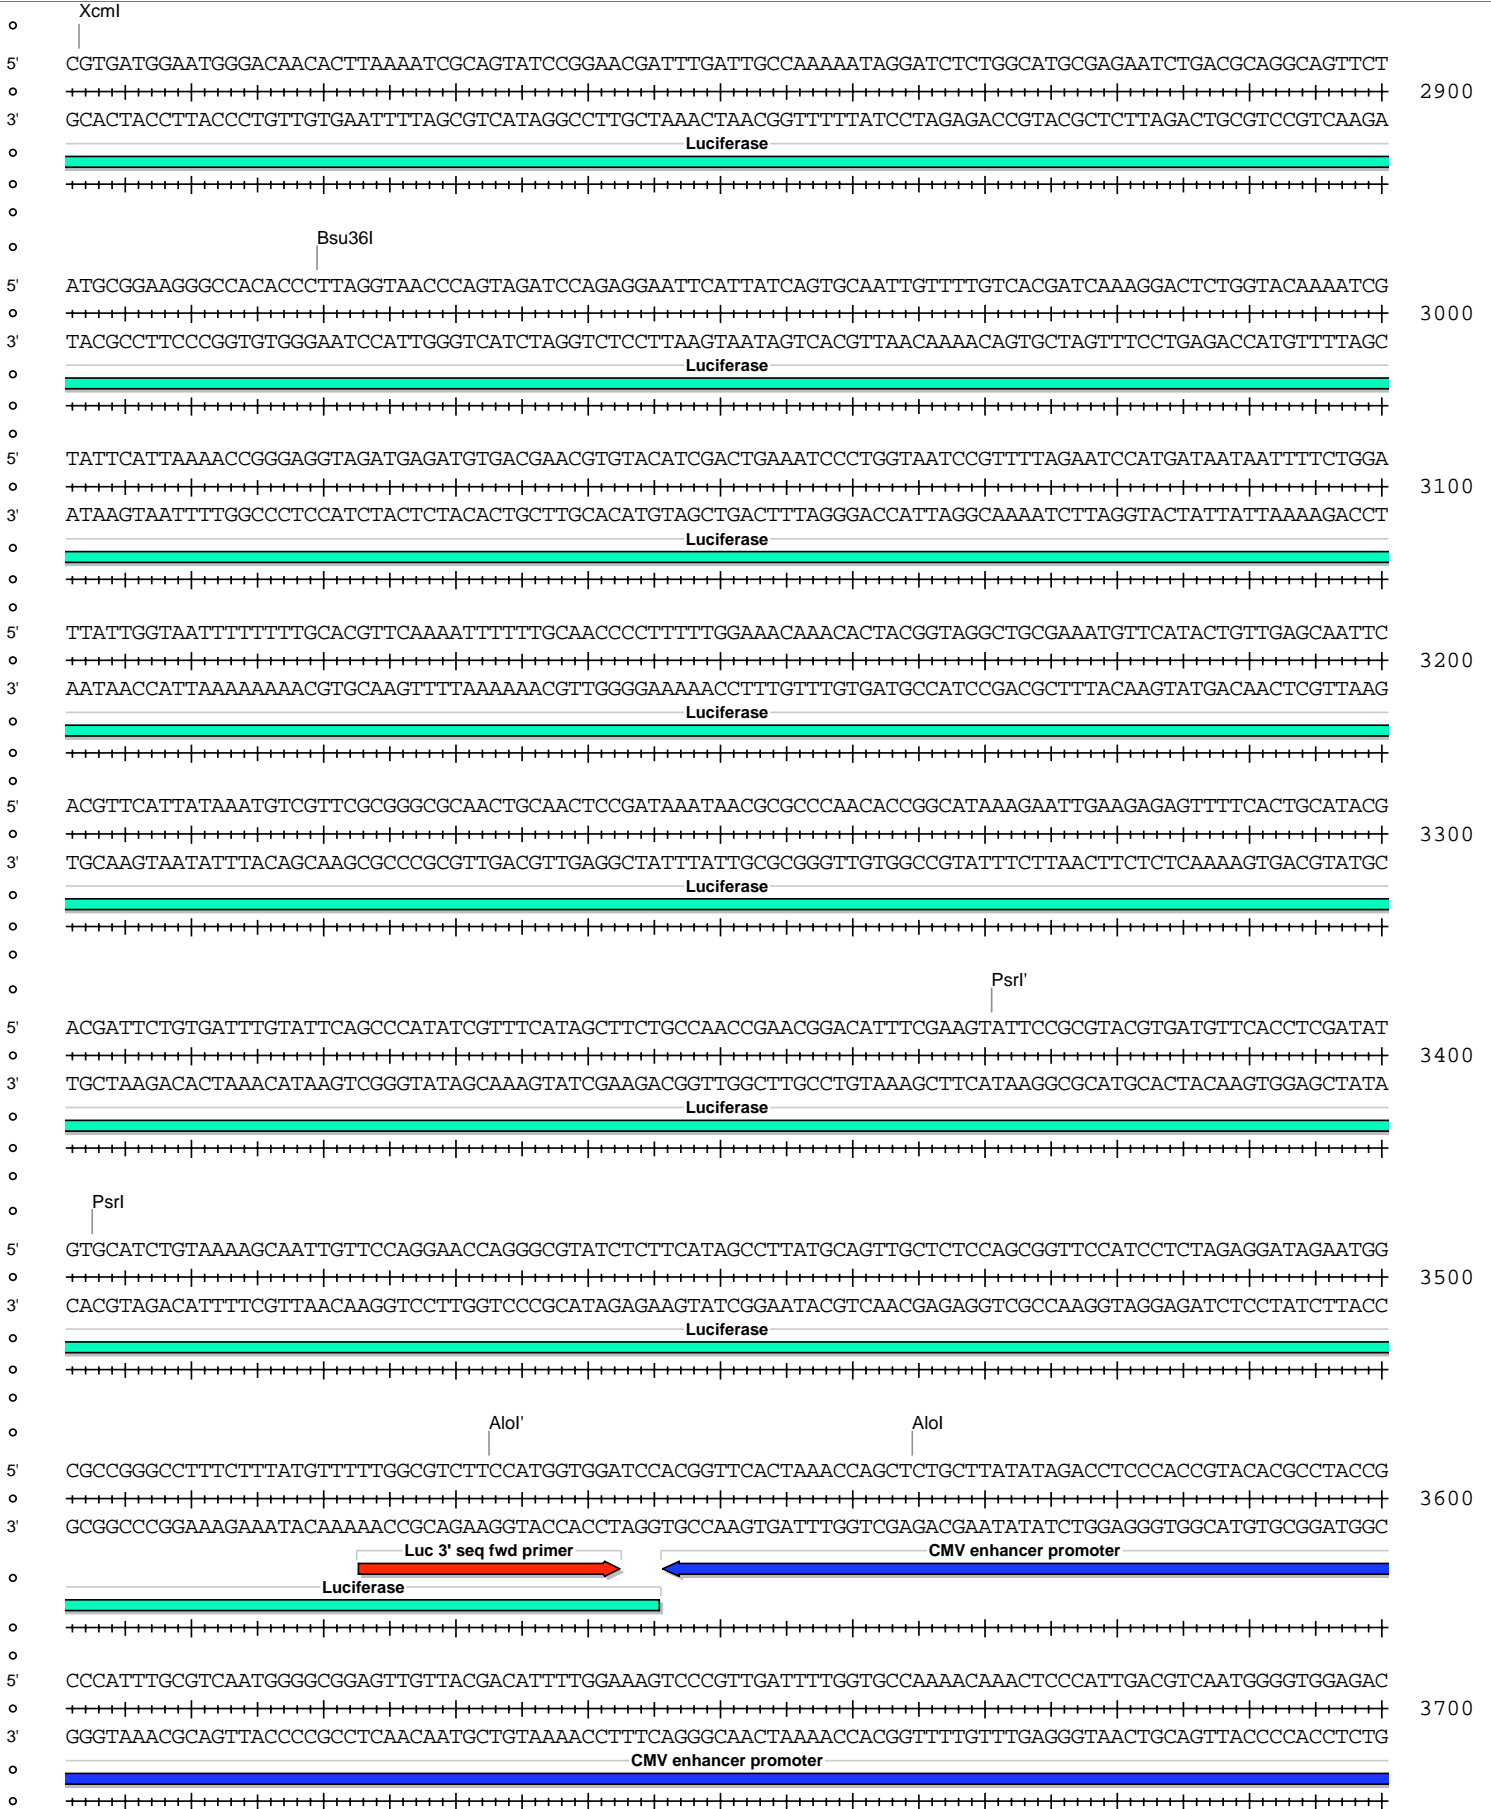 XcmI
5' CGTGATGGAATGGGACAACACTTAAAATCGCAGTATCCGGAACGATTTGATTGCCAAAAATAGGATCTCTGGCATGCGAGAATCTGACGCAGGCAGTTCT
2900
3' GCACTACCTTACCCTGTTGTGAATTTTAGCGTCATAGGCCTTGCTAAACTAACGGTTTTTATCCTAGAGACCGTACGCTCTTAGACTGCGTCCGTCAAGA
Luciferase
Bsu36I
5' ATGCGGAAGGGCCACACCCTTAGGTAACCCAGTAGATCCAGAGGAATTCATTATCAGTGCAATTGTTTTGTCACGATCAAAGGACTCTGGTACAAAATCG
3000
3' TACGCCTTCCCGGTGTGGGAATCCATTGGGTCATCTAGGTCTCCTTAAGTAATAGTCACGTTAACAAAACAGTGCTAGTTTCCTGAGACCATGTTTTAGC
Luciferase
5' TATTCATTAAAACCGGGAGGTAGATGAGATGTGACGAACGTGTACATCGACTGAAATCCCTGGTAATCCGTTTTAGAATCCATGATAATAATTTTCTGGA
3100
3' ATAAGTAATTTTGGCCCTCCATCTACTCTACACTGCTTGCACATGTAGCTGACTTTAGGGACCATTAGGCAAAATCTTAGGTACTATTATTAAAAGACCT
Luciferase
5' TTATTGGTAATTTTTTTTGCACGTTCAAAATTTTTTGCAACCCCTTTTTGGAAACAAACACTACGGTAGGCTGCGAAATGTTCATACTGTTGAGCAATTC
3200
3' AATAACCATTAAAAAAAACGTGCAAGTTTTAAAAAACGTTGGGGAAAAACCTTTGTTTGTGATGCCATCCGACGCTTTACAAGTATGACAACTCGTTAAG
Luciferase
5' ACGTTCATTATAAATGTCGTTCGCGGGCGCAACTGCAACTCCGATAAATAACGCGCCCAACACCGGCATAAAGAATTGAAGAGAGTTTTCACTGCATACG
3300
3' TGCAAGTAATATTTACAGCAAGCGCCCGCGTTGACGTTGAGGCTATTTATTGCGCGGGTTGTGGCCGTATTTCTTAACTTCTCTCAAAAGTGACGTATGC
Luciferase
PsrI'
5' ACGATTCTGTGATTTGTATTCAGCCCATATCGTTTCATAGCTTCTGCCAACCGAACGGACATTTCGAAGTATTCCGCGTACGTGATGTTCACCTCGATAT
3400
3' TGCTAAGACACTAAACATAAGTCGGGTATAGCAAAGTATCGAAGACGGTTGGCTTGCCTGTAAAGCTTCATAAGGCGCATGCACTACAAGTGGAGCTATA
Luciferase
PsrI
5' GTGCATCTGTAAAAGCAATTGTTCCAGGAACCAGGGCGTATCTCTTCATAGCCTTATGCAGTTGCTCTCCAGCGGTTCCATCCTCTAGAGGATAGAATGG
3500
3' CACGTAGACATTTTCGTTAACAAGGTCCTTGGTCCCGCATAGAGAAGTATCGGAATACGTCAACGAGAGGTCGCCAAGGTAGGAGATCTCCTATCTTACC
Luciferase
AloI' AloI
5' CGCCGGGCCTTTCTTTATGTTTTTGGCGTCTTCCATGGTGGATCCACGGTTCACTAAACCAGCTCTGCTTATATAGACCTCCCACCGTACACGCCTACCG
3600
3' GCGGCCCGGAAAGAAATACAAAAACCGCAGAAGGTACCACCTAGGTGCCAAGTGATTTGGTCGAGACGAATATATCTGGAGGGTGGCATGTGCGGATGGC
Luc 3' seq fwd primer CMV enhancer promoter
Luciferase
5' CCCATTTGCGTCAATGGGGCGGAGTTGTTACGACATTTTGGAAAGTCCCGTTGATTTTGGTGCCAAAACAAACTCCCATTGACGTCAATGGGGTGGAGAC
3700
3' GGGTAAACGCAGTTACCCCGCCTCAACAATGCTGTAAAACCTTTCAGGGCAACTAAAACCACGGTTTTGTTTGAGGGTAACTGCAGTTACCCCACCTCTG
CMV enhancer promoter